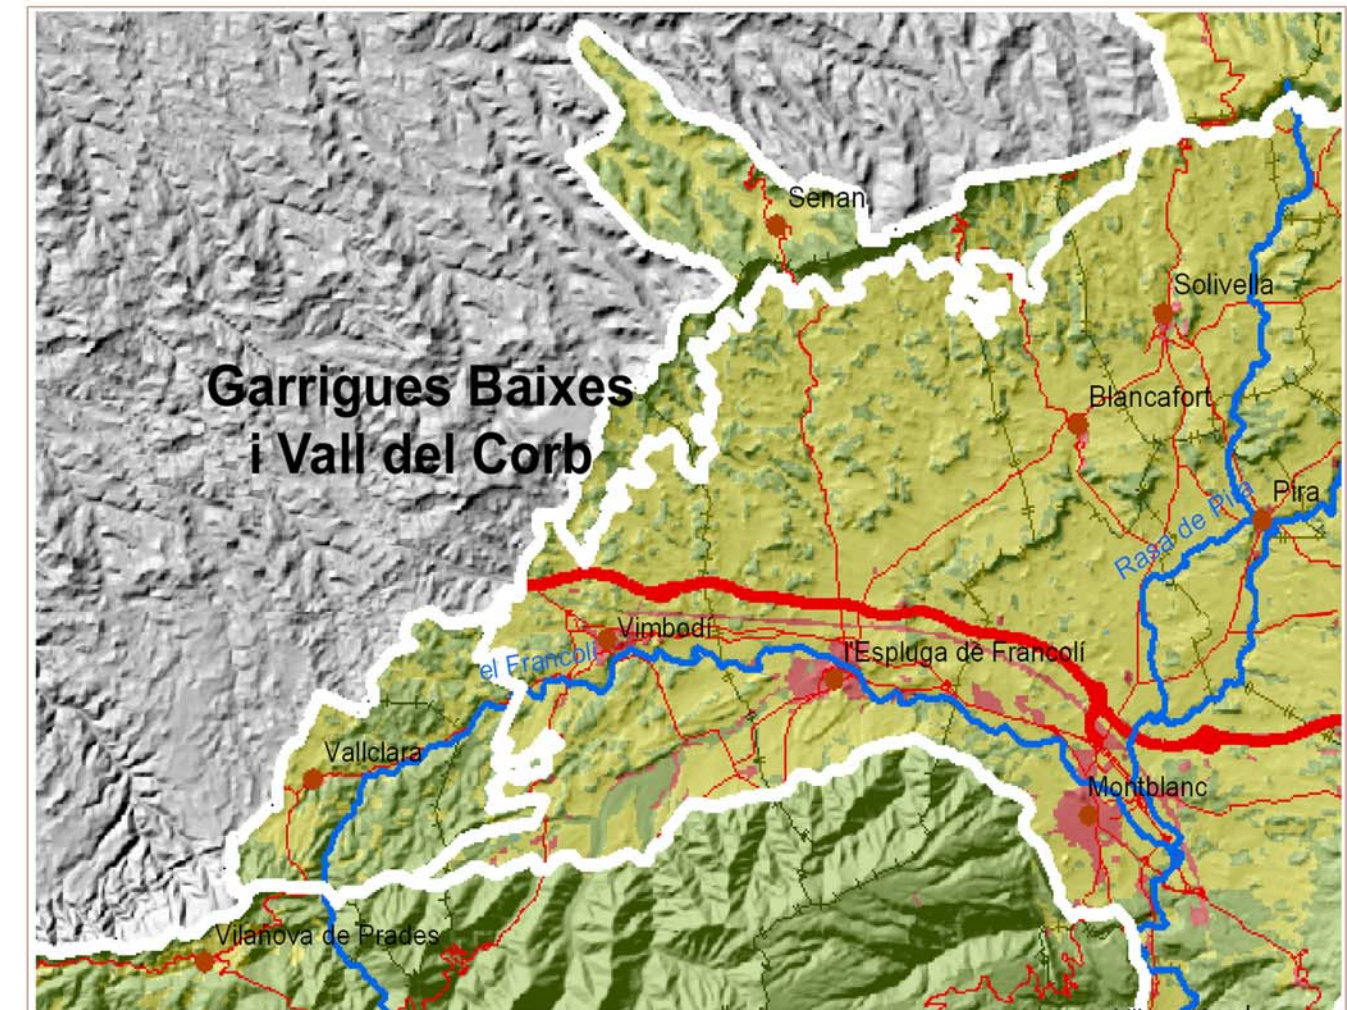 Senan
Solivella
Garrigues Baixes
i Vall del Corb
Blancafort
Pira
Rasa de Pira
Vimbodí
el Francolí
l'Espluga de Francolí
Vallclara
Montblanc
Vilanova de Prades